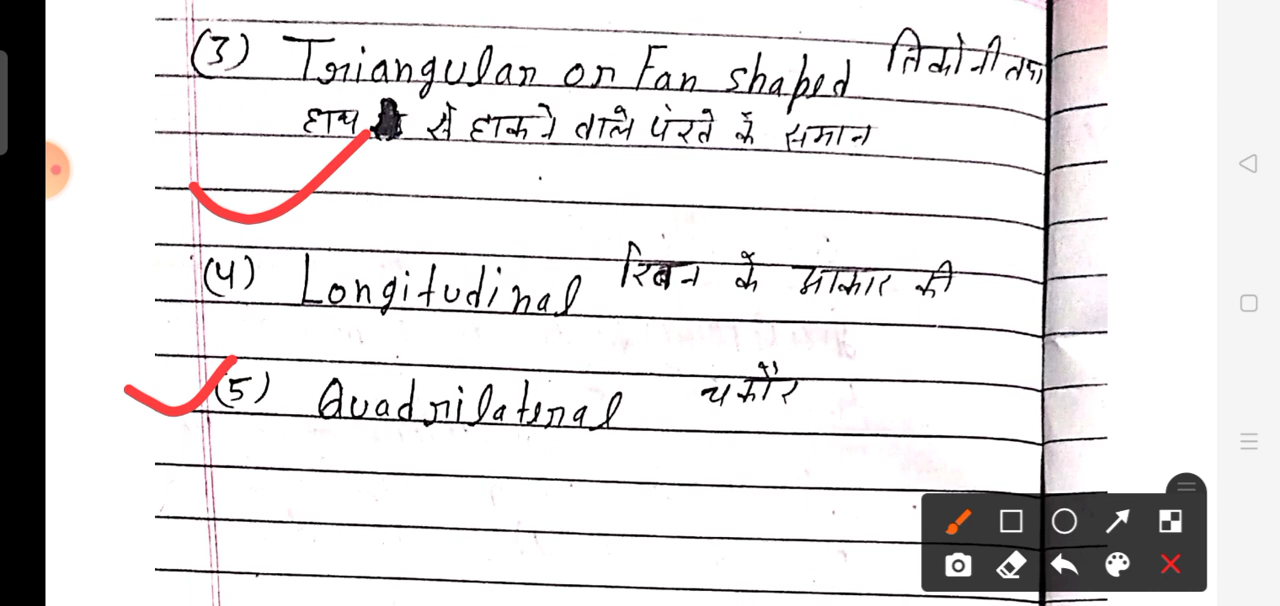 (3) Triangular or Fan shaped तिकोनी तथा
हाथ से हाकने वाले पंखे के समान
(4) Longitudinal रिबन के आकार की
(5) Quadrilateral चकोर